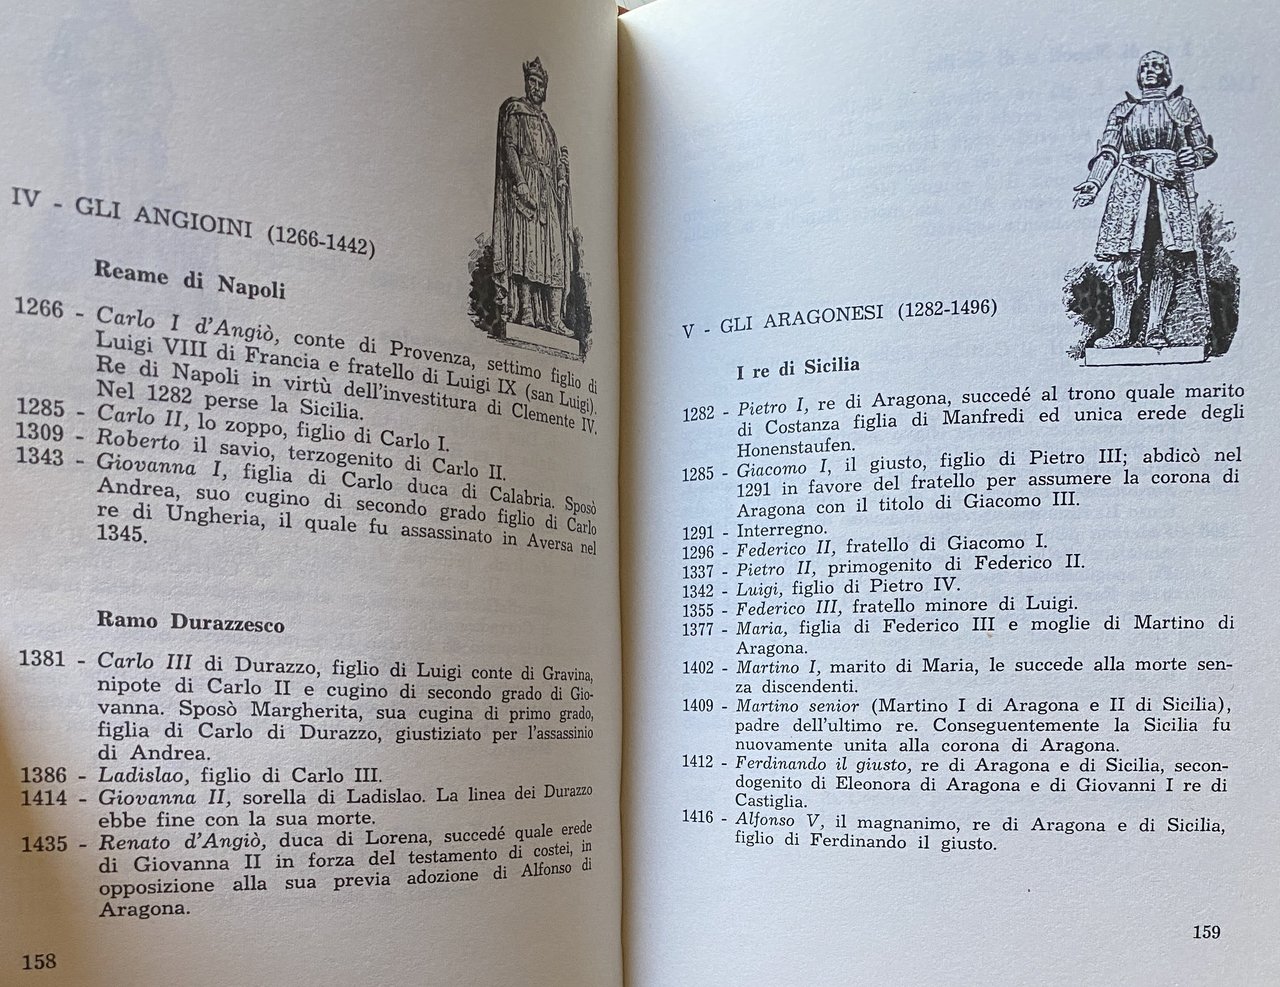 IV - GLI ANGIOINI (1266-1442)
Reame di Napoli
1266 - Carlo I d'Angiò, conte di Provenza, settimo figlio di
Luigi VIII di Francia e fratello di Luigi IX (san Luigi).
Re di Napoli in virtù dell'investitura di Clemente IV.
Nel 1282 perse la Sicilia.
1285 - Carlo II, lo zoppo, figlio di Carlo I.
1309 - Roberto il savio, terzogenito di Carlo II.
1343 - Giovanna I, figlia di Carlo duca di Calabria. Sposò
Andrea, suo cugino di secondo grado figlio di Carlo
re di Ungheria, il quale fu assassinato in Aversa nel
1345.
Ramo Durazzesco
1381 - Carlo III di Durazzo, figlio di Luigi conte di Gravina,
nipote di Carlo II e cugino di secondo grado di Gio-
vanna. Sposò Margherita, sua cugina di primo grado,
figlia di Carlo di Durazzo, giustiziato per l'assassinio
di Andrea.
1386 - Ladislao, figlio di Carlo III.
1414 - Giovanna II, sorella di Ladislao. La linea dei Durazzo
ebbe fine con la sua morte.
1435 - Renato d'Angiò, duca di Lorena, succedé quale erede
di Giovanna II in forza del testamento di costei, in
opposizione alla sua previa adozione di Alfonso di
Aragona.
158
V - GLI ARAGONESI (1282-1496)
I re di Sicilia
1282 - Pietro I, re di Aragona, succedé al trono quale marito
di Costanza figlia di Manfredi ed unica erede degli
Honenstaufen.
1285 - Giacomo I, il giusto, figlio di Pietro III; abdicò nel
1291 in favore del fratello per assumere la corona di
Aragona con il titolo di Giacomo III.
1291 - Interregno.
1296 - Federico II, fratello di Giacomo I.
1337 - Pietro II, primogenito di Federico II.
1342 - Luigi, figlio di Pietro IV.
1355 - Federico III, fratello minore di Luigi.
1377 - Maria, figlia di Federico III e moglie di Martino di
Aragona.
1402 - Martino I, marito di Maria, le succede alla morte sen-
za discendenti.
1409 - Martino senior (Martino I di Aragona e II di Sicilia),
padre dell'ultimo re. Conseguentemente la Sicilia fu
nuovamente unita alla corona di Aragona.
1412 - Ferdinando il giusto, re di Aragona e di Sicilia, secon-
dogenito di Eleonora di Aragona e di Giovanni I re di
Castiglia.
1416 - Alfonso V, il magnanimo, re di Aragona e di Sicilia,
figlio di Ferdinando il giusto.
159